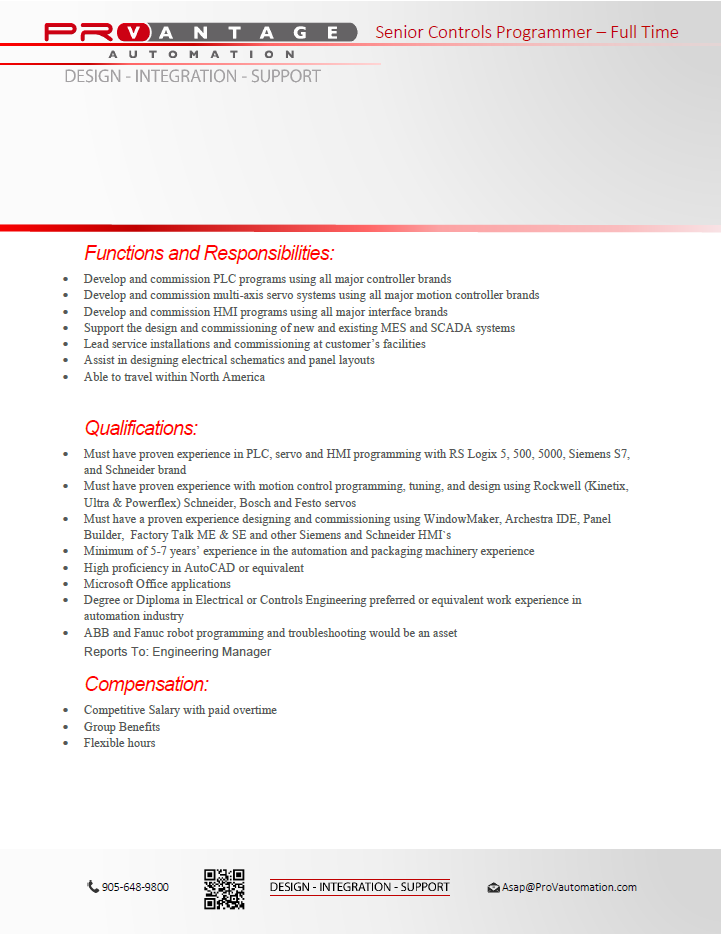 PROVANTAGE
AUTOMATION
DESIGN - INTEGRATION - SUPPORT
Senior Controls Programmer – Full Time
Functions and Responsibilities:
• Develop and commission PLC programs using all major controller brands
• Develop and commission multi-axis servo systems using all major motion controller brands
• Develop and commission HMI programs using all major interface brands
• Support the design and commissioning of new and existing MES and SCADA systems
• Lead service installations and commissioning at customer’s facilities
• Assist in designing electrical schematics and panel layouts
• Able to travel within North America
Qualifications:
• Must have proven experience in PLC, servo and HMI programming with RS Logix 5, 500, 5000, Siemens S7,
and Schneider brand
• Must have proven experience with motion control programming, tuning, and design using Rockwell (Kinetix,
Ultra & Powerflex) Schneider, Bosch and Festo servos
• Must have a proven experience designing and commissioning using WindowMaker, Archestra IDE, Panel
Builder, Factory Talk ME & SE and other Siemens and Schneider HMI`s
• Minimum of 5-7 years’ experience in the automation and packaging machinery experience
• High proficiency in AutoCAD or equivalent
• Microsoft Office applications
• Degree or Diploma in Electrical or Controls Engineering preferred or equivalent work experience in
automation industry
• ABB and Fanuc robot programming and troubleshooting would be an asset
Reports To: Engineering Manager
Compensation:
• Competitive Salary with paid overtime
• Group Benefits
• Flexible hours
905-648-9800
DESIGN - INTEGRATION - SUPPORT
Asap@ProVautomation.com